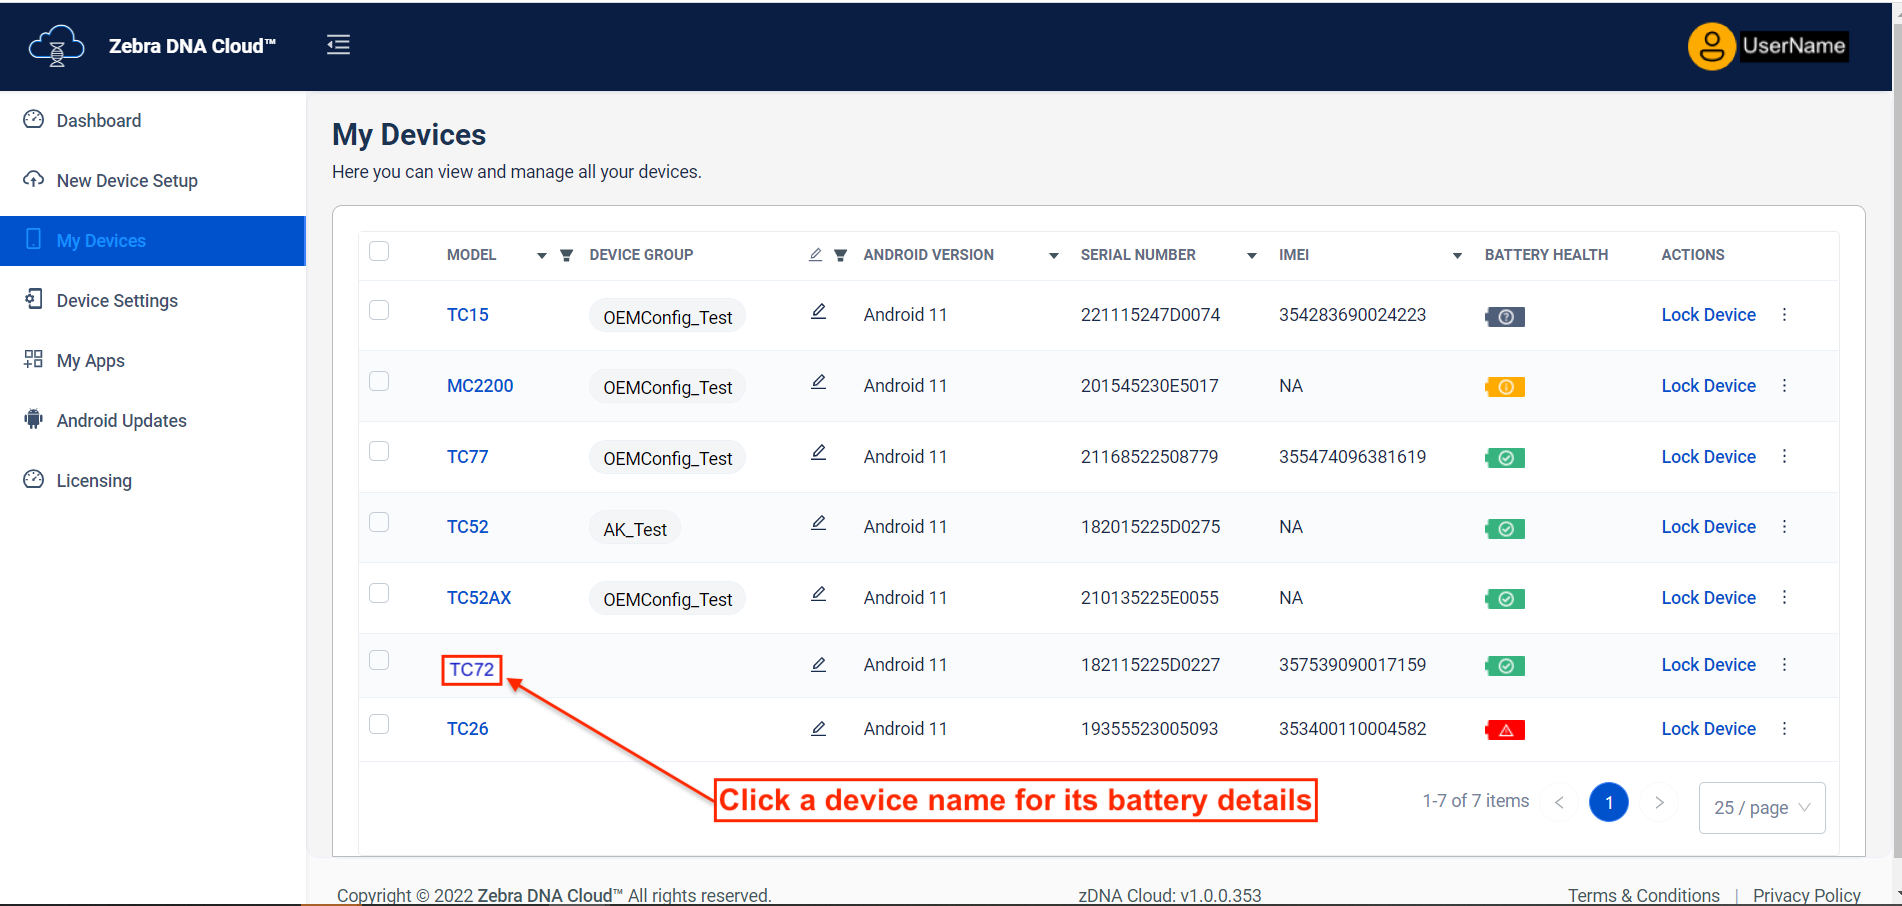 Zebra DNA Cloud™
UserName
Dashboard
New Device Setup
My Devices
Device Settings
My Apps
Android Updates
Licensing
My Devices
Here you can view and manage all your devices.
MODEL DEVICE GROUP ANDROID VERSION SERIAL NUMBER IMEI BATTERY HEALTH ACTIONS
TC15 OEMConfig_Test Android 11 221115247D0074 354283690024223 Lock Device
MC2200 OEMConfig_Test Android 11 201545230E5017 NA Lock Device
TC77 OEMConfig_Test Android 11 21168522508779 355474096381619 Lock Device
TC52 AK_Test Android 11 182015225D0275 NA Lock Device
TC52AX OEMConfig_Test Android 11 210135225E0055 NA Lock Device
TC72 Android 11 182115225D0227 357539090017159 Lock Device
TC26 Android 11 19355523005093 353400110004582 Lock Device
Click a device name for its battery details
1-7 of 7 items < 1 > 25 / page
Copyright © 2022 Zebra DNA Cloud™ All rights reserved. zDNA Cloud: v1.0.0.353 Terms & Conditions | Privacy Policy